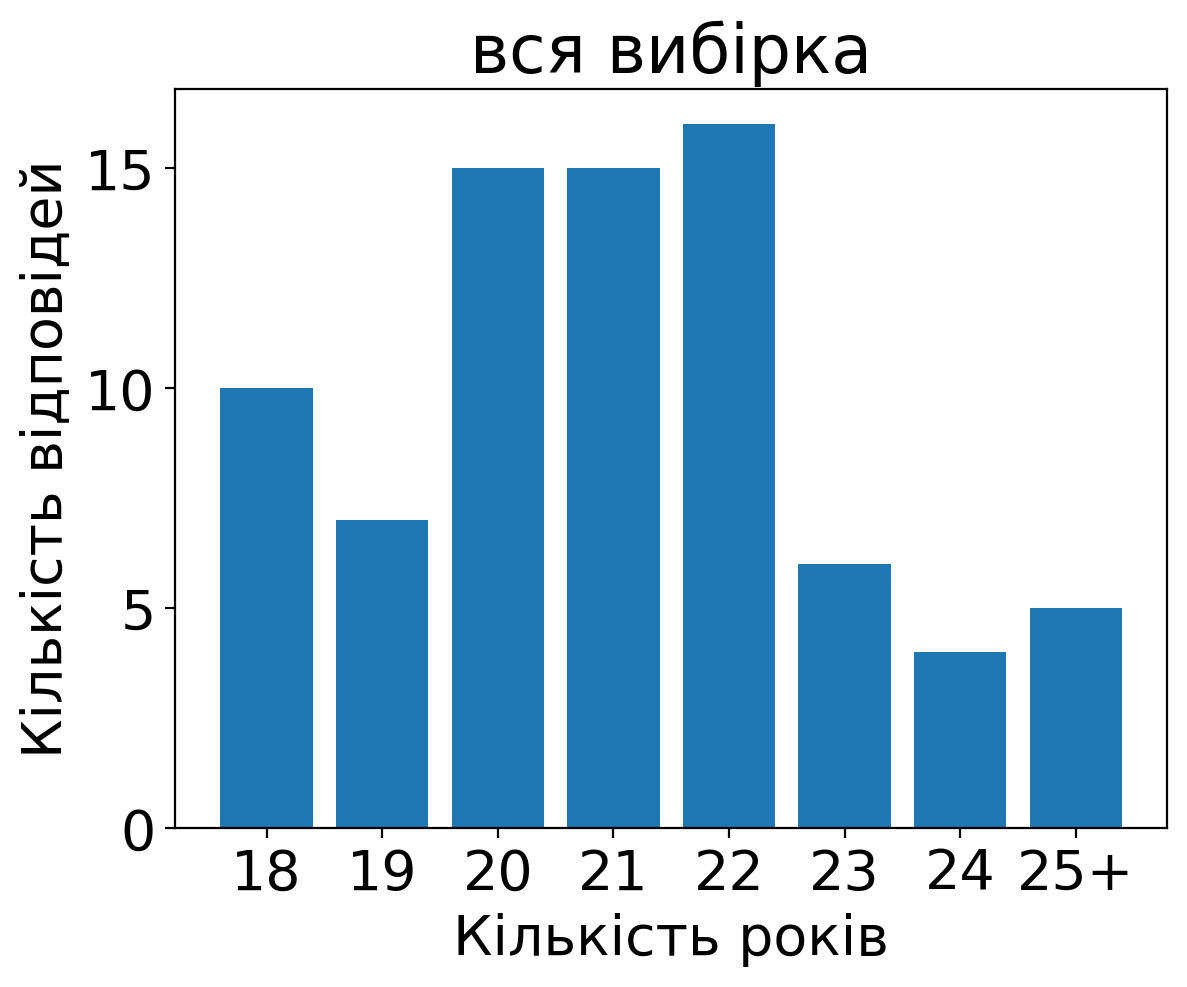 вся вибірка
Кількість відповідей
15
10
5
0
18 19 20 21 22 23 24 25+
Кількість років